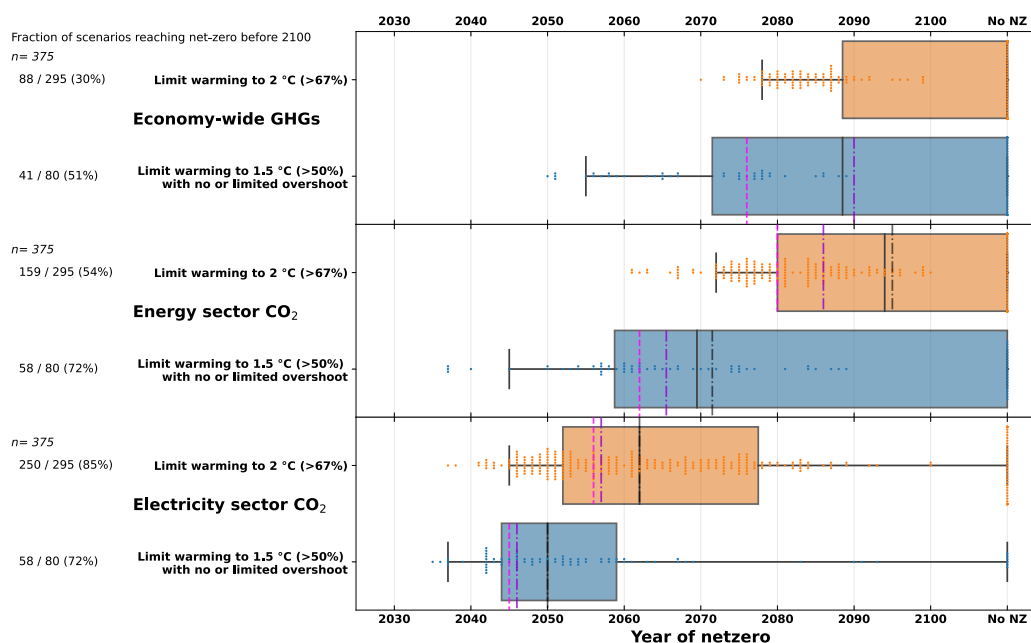 2030 2040 2050 2060 2070 2080 2090 2100 No NZ
Fraction of scenarios reaching net-zero before 2100
n= 375
88 / 295 (30%) Limit warming to 2 °C (>67%)
Economy-wide GHGs
41 / 80 (51%) Limit warming to 1.5 °C (>50%)
with no or limited overshoot
n= 375
159 / 295 (54%) Limit warming to 2 °C (>67%)
Energy sector CO₂
58 / 80 (72%) Limit warming to 1.5 °C (>50%)
with no or limited overshoot
n= 375
250 / 295 (85%) Limit warming to 2 °C (>67%)
Electricity sector CO₂
58 / 80 (72%) Limit warming to 1.5 °C (>50%)
with no or limited overshoot
2030 2040 2050 2060 2070 2080 2090 2100 No NZ
Year of netzero